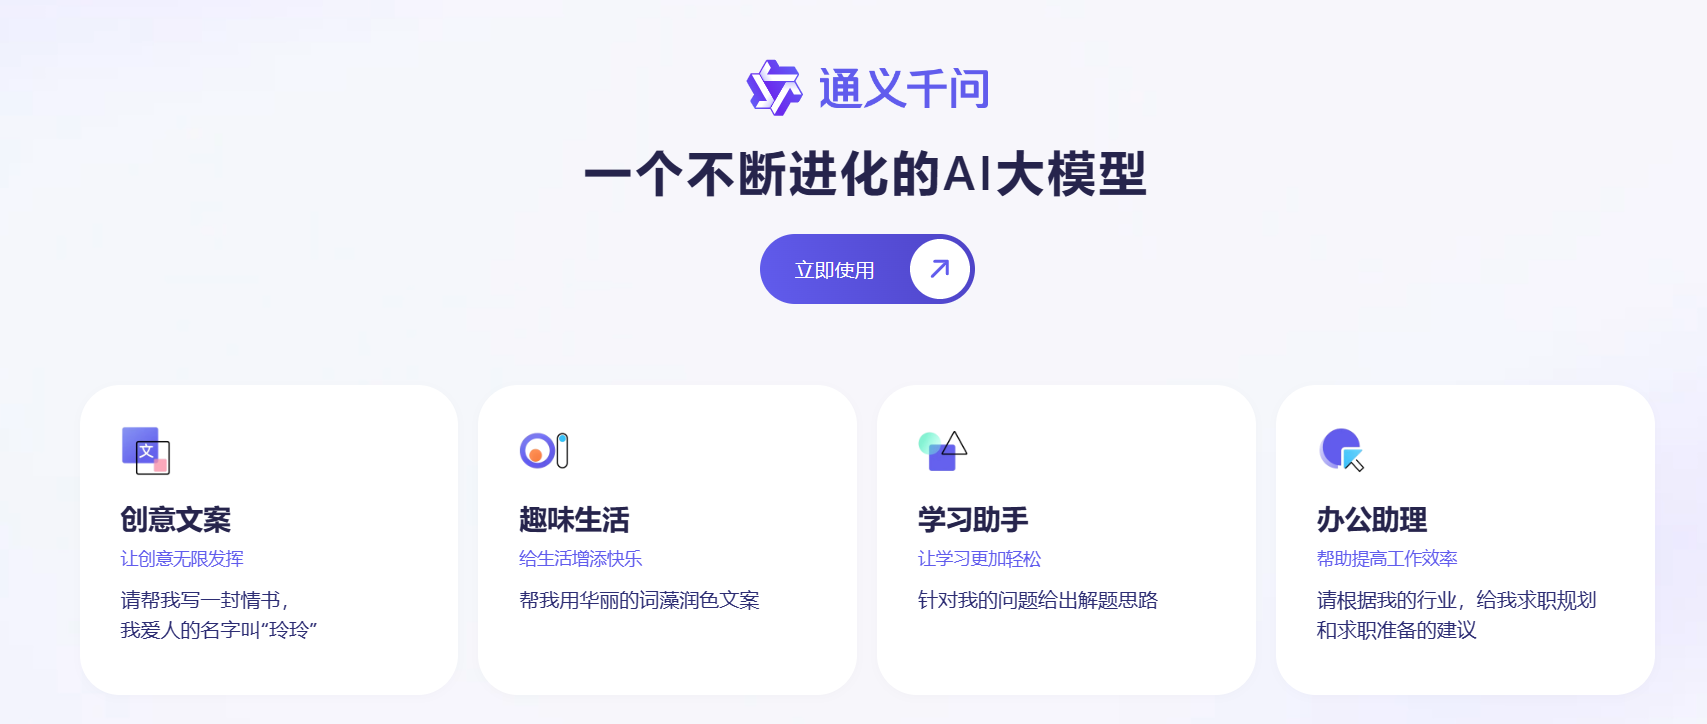 通义千问
一个不断进化的AI大模型
立即使用
文
创意文案
让创意无限发挥
请帮我写一封情书，
我爱人的名字叫“玲玲”
趣味生活
给生活增添快乐
帮我用华丽的词藻润色文案
学习助手
让学习更加轻松
针对我的问题给出解题思路
办公助理
帮助提高工作效率
请根据我的行业，给我求职规划
和求职准备的建议